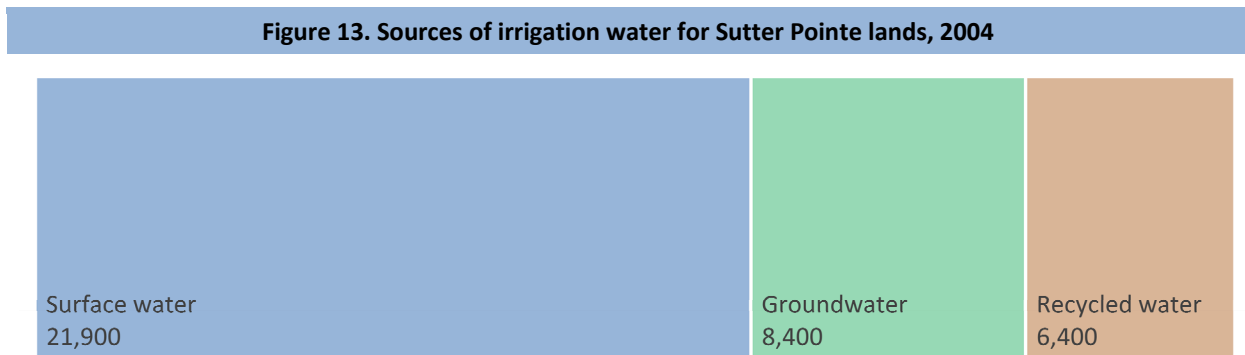 Figure 13. Sources of irrigation water for Sutter Pointe lands, 2004
Surface water
21,900
Groundwater
8,400
Recycled water
6,400